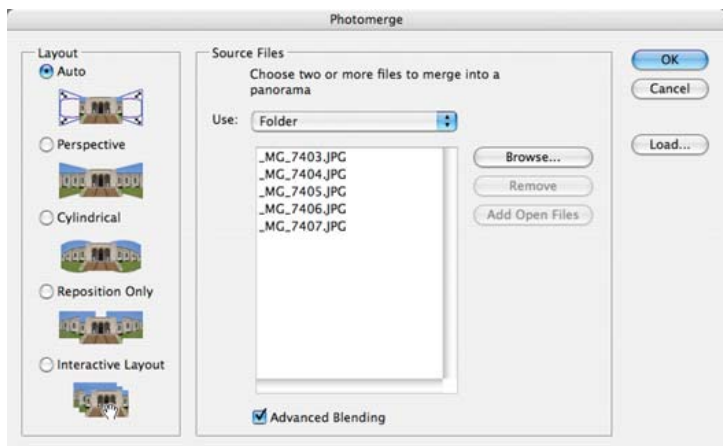 Photomerge
Layout
Auto
Perspective
Cylindrical
Reposition Only
Interactive Layout
Source Files
Choose two or more files to merge into a
panorama
Use: Folder
_MG_7403.JPG
_MG_7404.JPG
_MG_7405.JPG
_MG_7406.JPG
_MG_7407.JPG
Browse...
Remove
Add Open Files
Advanced Blending
OK
Cancel
Load...